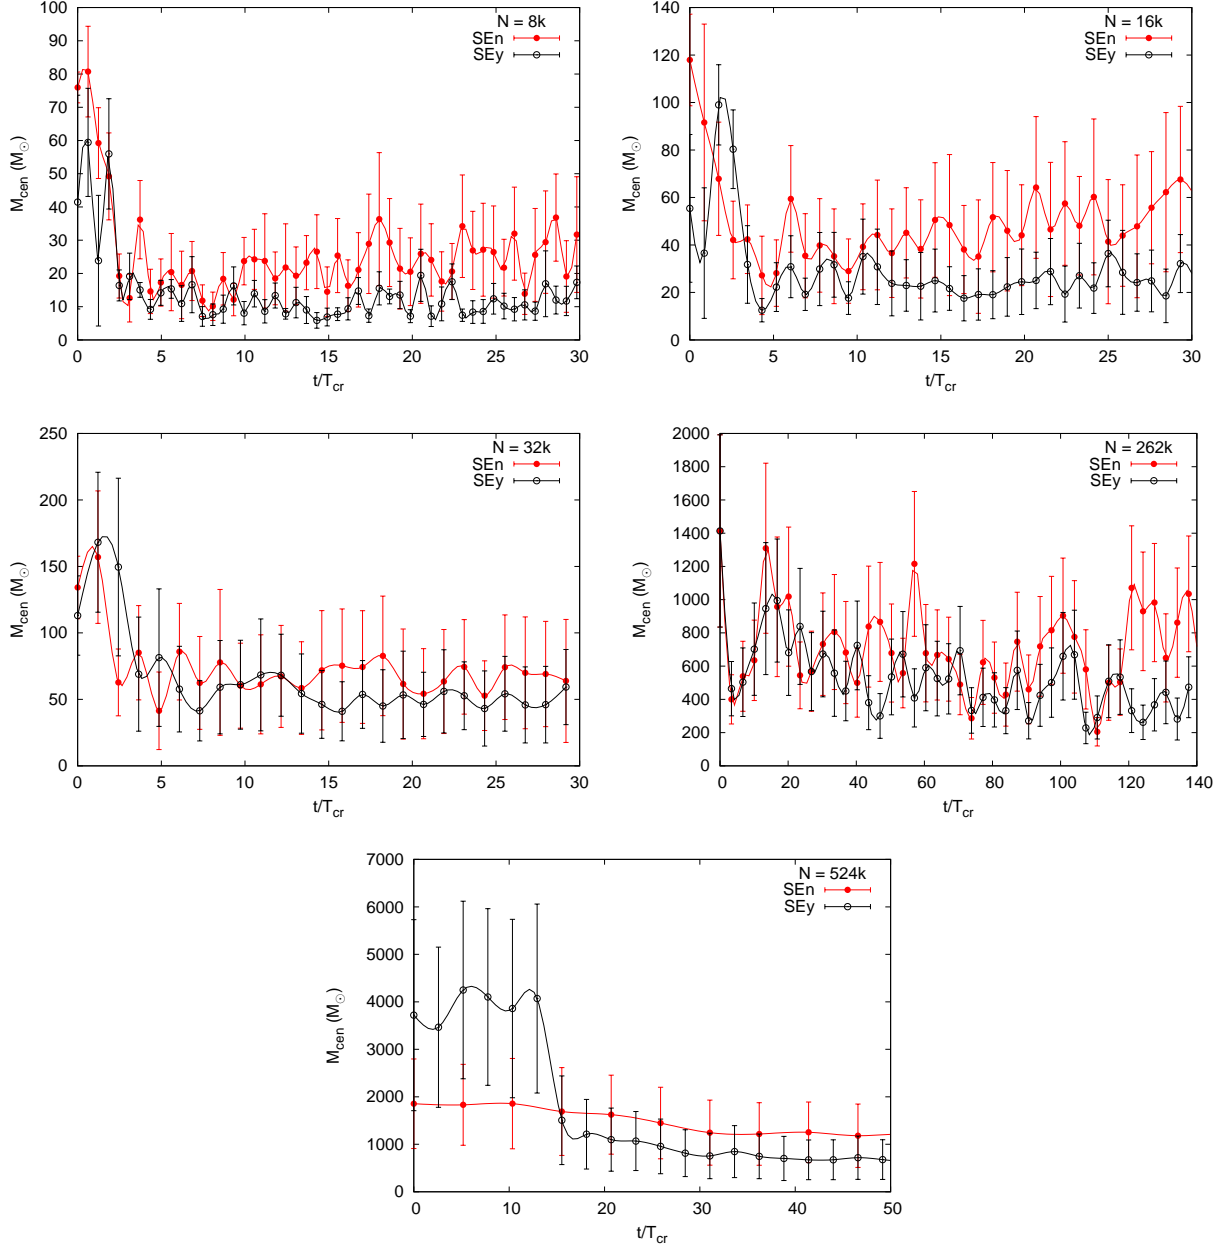 N = 8k
SEn
SEy
100
90
80
70
60
50
40
30
20
10
0
M_cen (M_⊙)
0 5 10 15 20 25 30
t/T_cr
N = 16k
SEn
SEy
140
120
100
80
60
40
20
0
M_cen (M_⊙)
0 5 10 15 20 25 30
t/T_cr
N = 32k
SEn
SEy
250
200
150
100
50
0
M_cen (M_⊙)
0 5 10 15 20 25 30
t/T_cr
N = 262k
SEn
SEy
2000
1800
1600
1400
1200
1000
800
600
400
200
0
M_cen (M_⊙)
0 20 40 60 80 100 120 140
t/T_cr
N = 524k
SEn
SEy
7000
6000
5000
4000
3000
2000
1000
0
M_cen (M_⊙)
0 10 20 30 40 50
t/T_cr